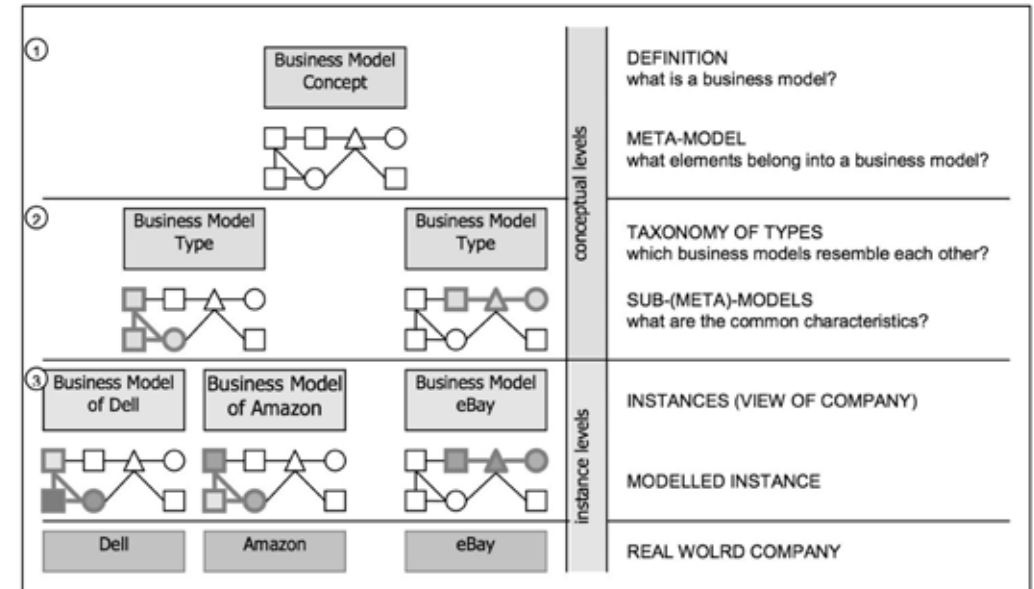 ①
Business Model
Concept
DEFINITION
what is a business model?
META-MODEL
what elements belong into a business model?
conceptual levels
②
Business Model
Type
Business Model
Type
TAXONOMY OF TYPES
which business models resemble each other?
SUB-(META)-MODELS
what are the common characteristics?
③
Business Model
of Dell
Business Model
of Amazon
Business Model
eBay
INSTANCES (VIEW OF COMPANY)
MODELLED INSTANCE
instance levels
Dell
Amazon
eBay
REAL WOLRD COMPANY